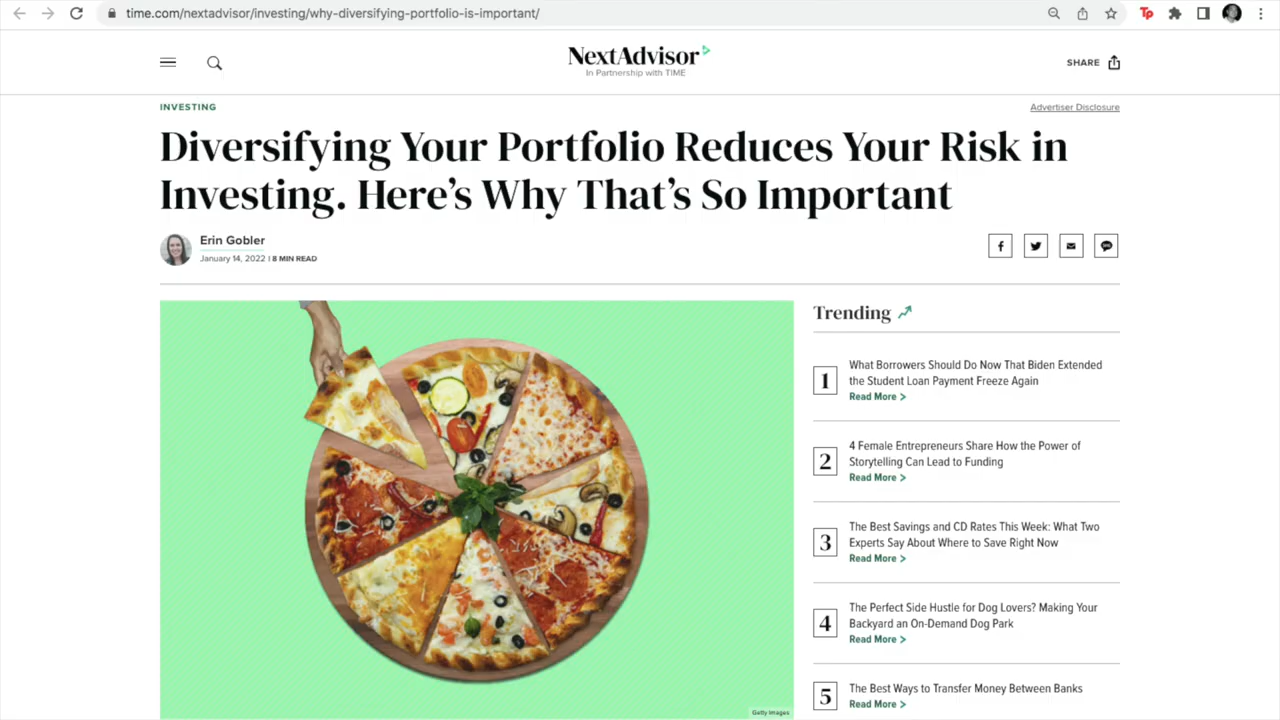 time.com/nextadvisor/investing/why-diversifying-portfolio-is-important/
Tp
NextAdvisor
In Partnership with TIME
SHARE
INVESTING
Advertiser Disclosure
Diversifying Your Portfolio Reduces Your Risk in
Investing. Here’s Why That’s So Important
Erin Gobler
January 14, 2022 | 8 MIN READ
Trending
1
What Borrowers Should Do Now That Biden Extended
the Student Loan Payment Freeze Again
Read More >
2
4 Female Entrepreneurs Share How the Power of
Storytelling Can Lead to Funding
Read More >
3
The Best Savings and CD Rates This Week: What Two
Experts Say About Where to Save Right Now
Read More >
4
The Perfect Side Hustle for Dog Lovers? Making Your
Backyard an On-Demand Dog Park
Read More >
5
The Best Ways to Transfer Money Between Banks
Read More >
Getty Images